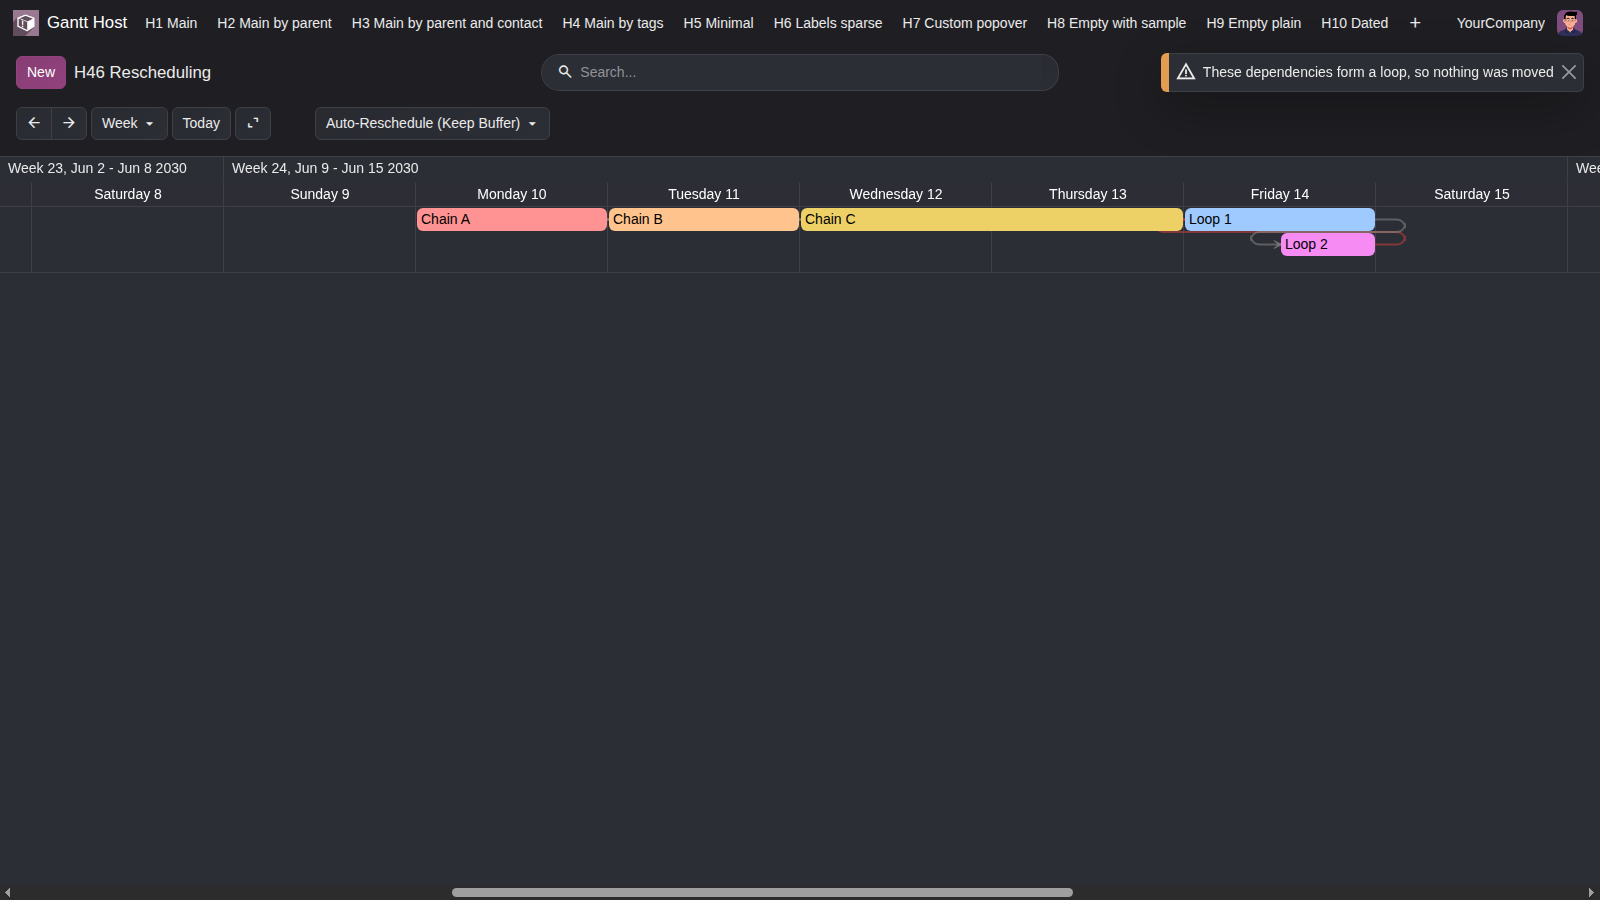 Gantt Host
H1 Main
H2 Main by parent
H3 Main by parent and contact
H4 Main by tags
H5 Minimal
H6 Labels sparse
H7 Custom popover
H8 Empty with sample
H9 Empty plain
H10 Dated
+
YourCompany
New
H46 Rescheduling
Search...
These dependencies form a loop, so nothing was moved
Week
Today
Auto-Reschedule (Keep Buffer)
Week 23, Jun 2 - Jun 8 2030
Week 24, Jun 9 - Jun 15 2030
Saturday 8
Sunday 9
Monday 10
Tuesday 11
Wednesday 12
Thursday 13
Friday 14
Saturday 15
Chain A
Chain B
Chain C
Loop 1
Loop 2